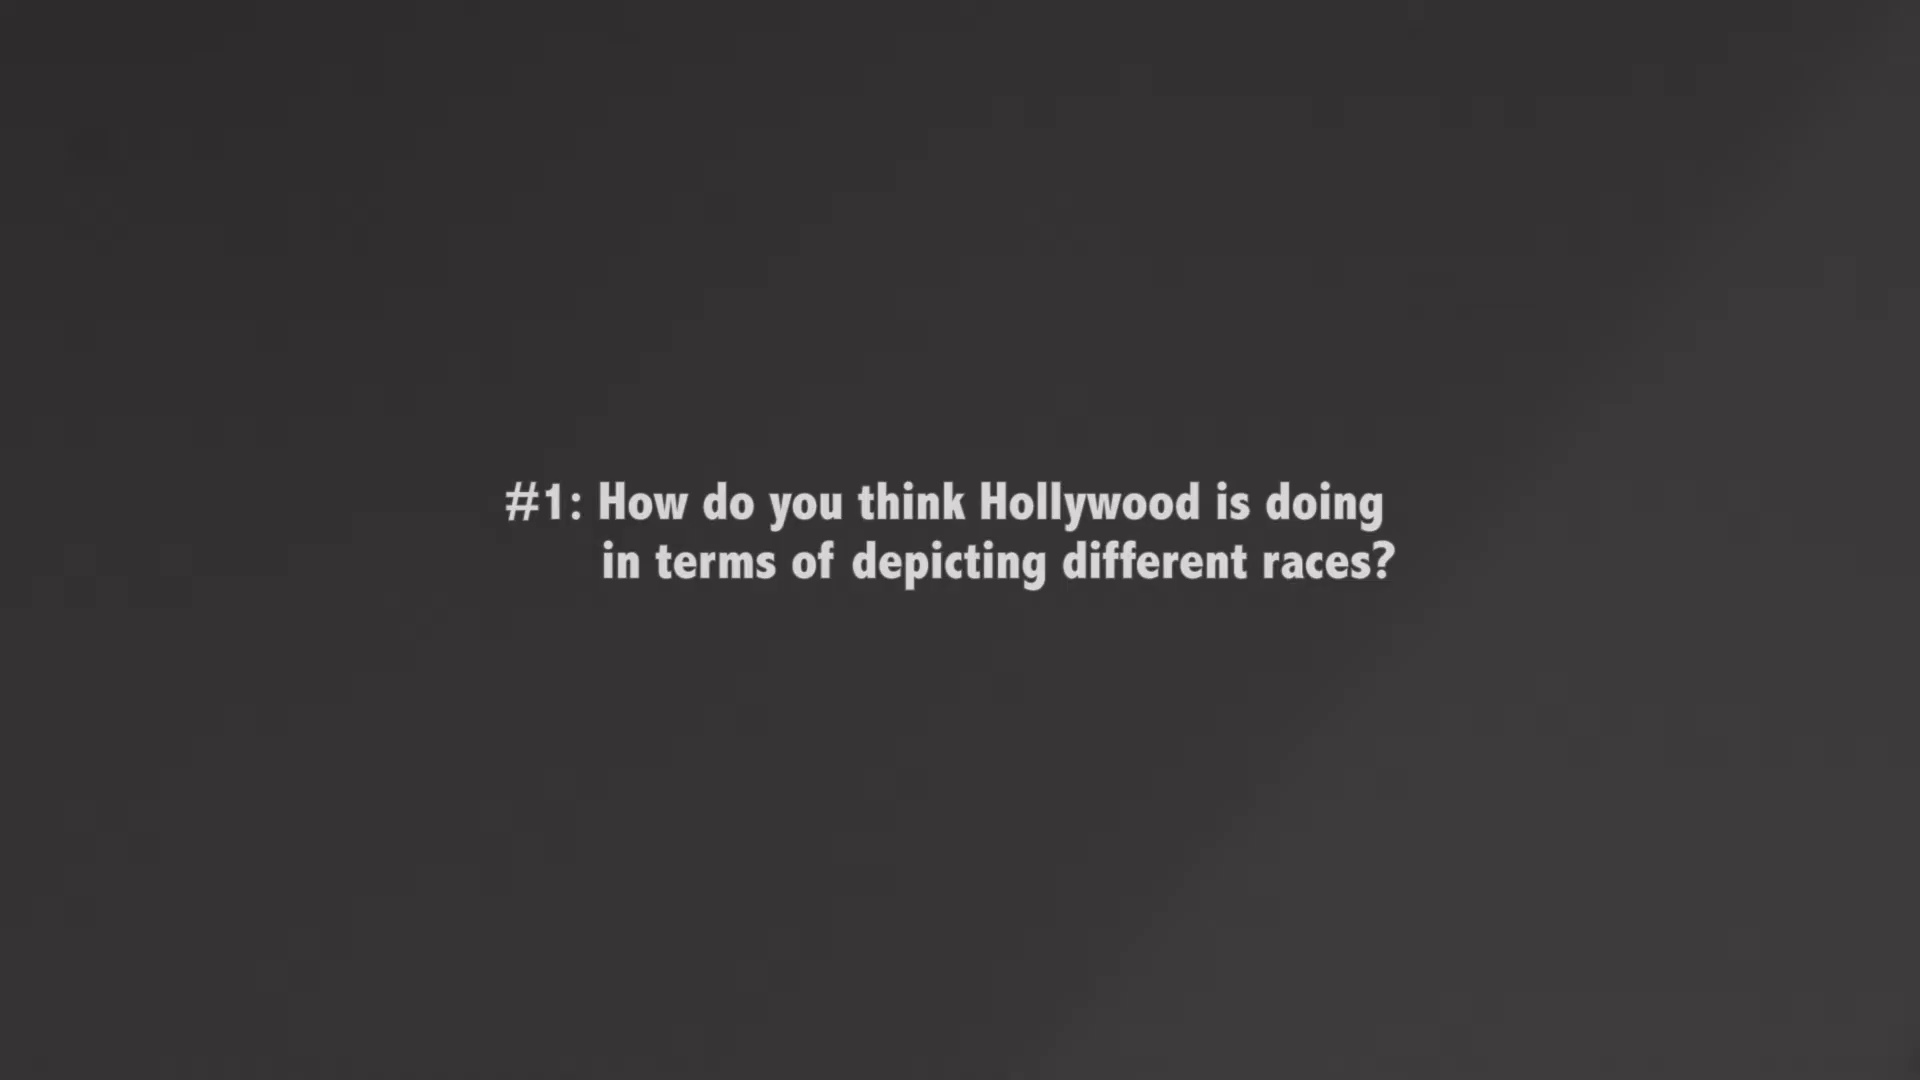 #1: How do you think Hollywood is doing
in terms of depicting different races?